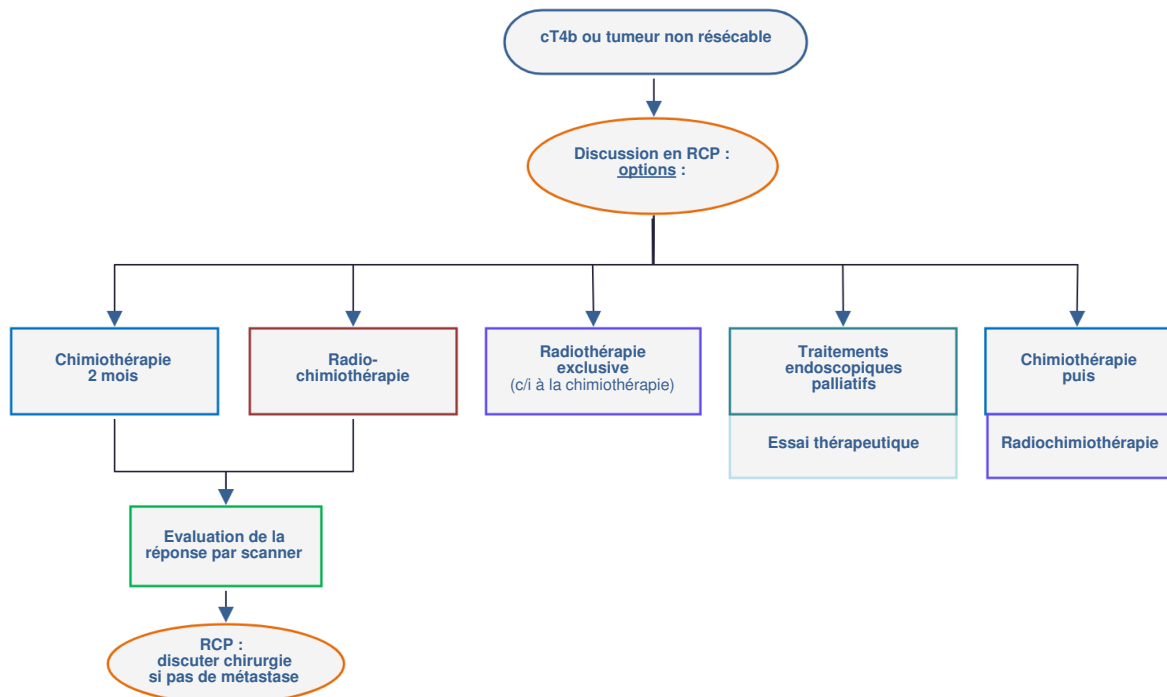 cT4b ou tumeur non résécable
Discussion en RCP :
options :
Chimiothérapie
2 mois
Radio-
chimiothérapie
Radiothérapie
exclusive
(c/i à la chimiothérapie)
Traitements
endoscopiques
palliatifs
Chimiothérapie
puis
Essai thérapeutique
Radiochimiothérapie
Evaluation de la
réponse par scanner
RCP :
discuter chirurgie
si pas de métastase